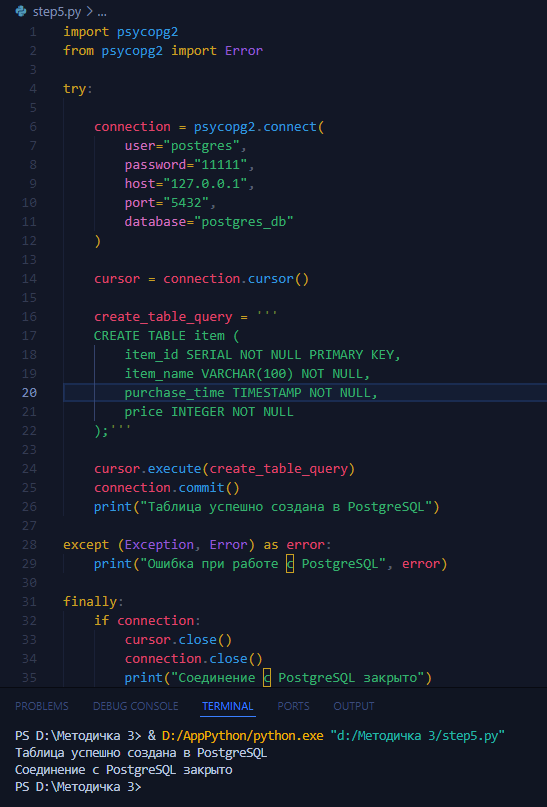 step5.py > ...
1 import psycopg2
2 from psycopg2 import Error
3
4 try:
5
6 connection = psycopg2.connect(
7 user="postgres",
8 password="11111",
9 host="127.0.0.1",
10 port="5432",
11 database="postgres_db"
12 )
13
14 cursor = connection.cursor()
15
16 create_table_query = '''
17 CREATE TABLE item (
18 item_id SERIAL NOT NULL PRIMARY KEY,
19 item_name VARCHAR(100) NOT NULL,
20 purchase_time TIMESTAMP NOT NULL,
21 price INTEGER NOT NULL
22 );'''
23
24 cursor.execute(create_table_query)
25 connection.commit()
26 print("Таблица успешно создана в PostgreSQL")
27
28 except (Exception, Error) as error:
29 print("Ошибка при работе с PostgreSQL", error)
30
31 finally:
32 if connection:
33 cursor.close()
34 connection.close()
35 print("Соединение с PostgreSQL закрыто")
PROBLEMS DEBUG CONSOLE TERMINAL PORTS OUTPUT
PS D:\Методичка 3> & D:/AppPython/python.exe "d:/Методичка 3/step5.py"
Таблица успешно создана в PostgreSQL
Соединение с PostgreSQL закрыто
PS D:\Методичка 3>